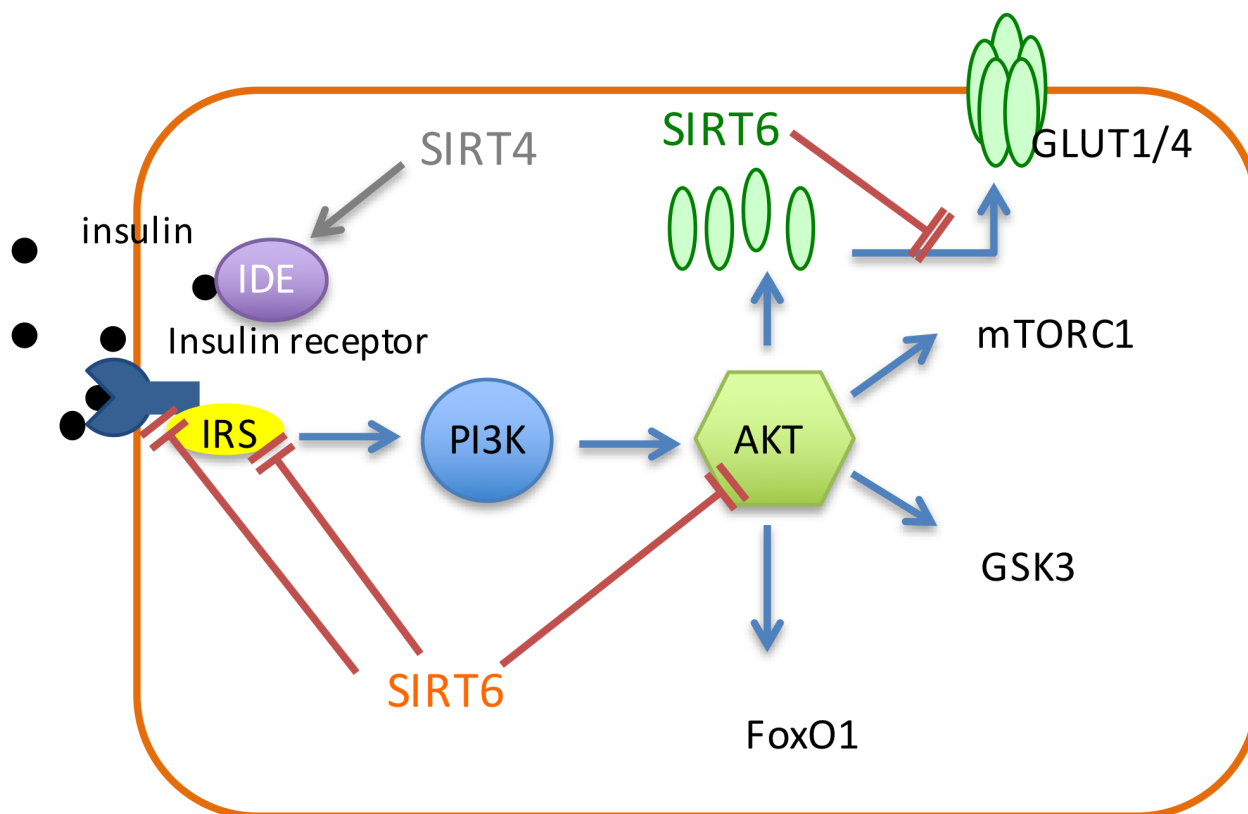 SIRT4
SIRT6
GLUT1/4
insulin
IDE
Insulin receptor
mTORC1
IRS
PI3K
AKT
GSK3
SIRT6
FoxO1